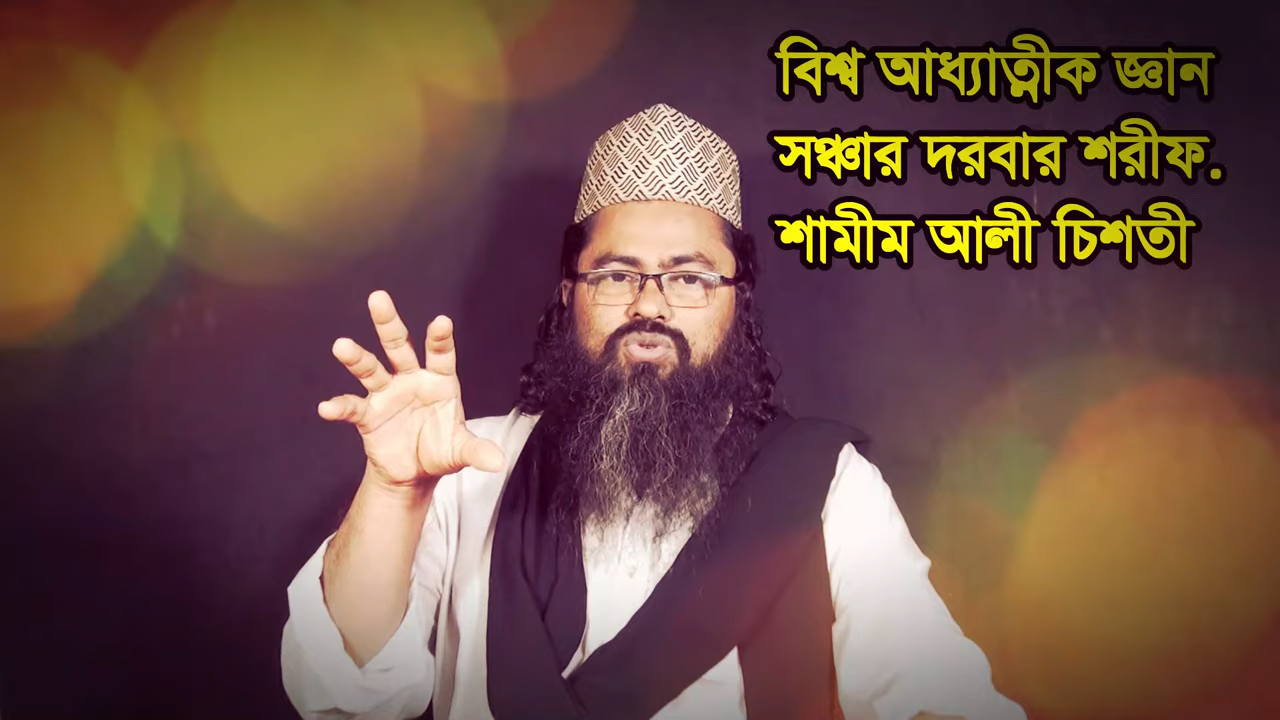 বিশ্ব আধ্যাত্নীক জ্ঞান
সঞ্চার দরবার শরীফ.
শামীম আলী চিশতী